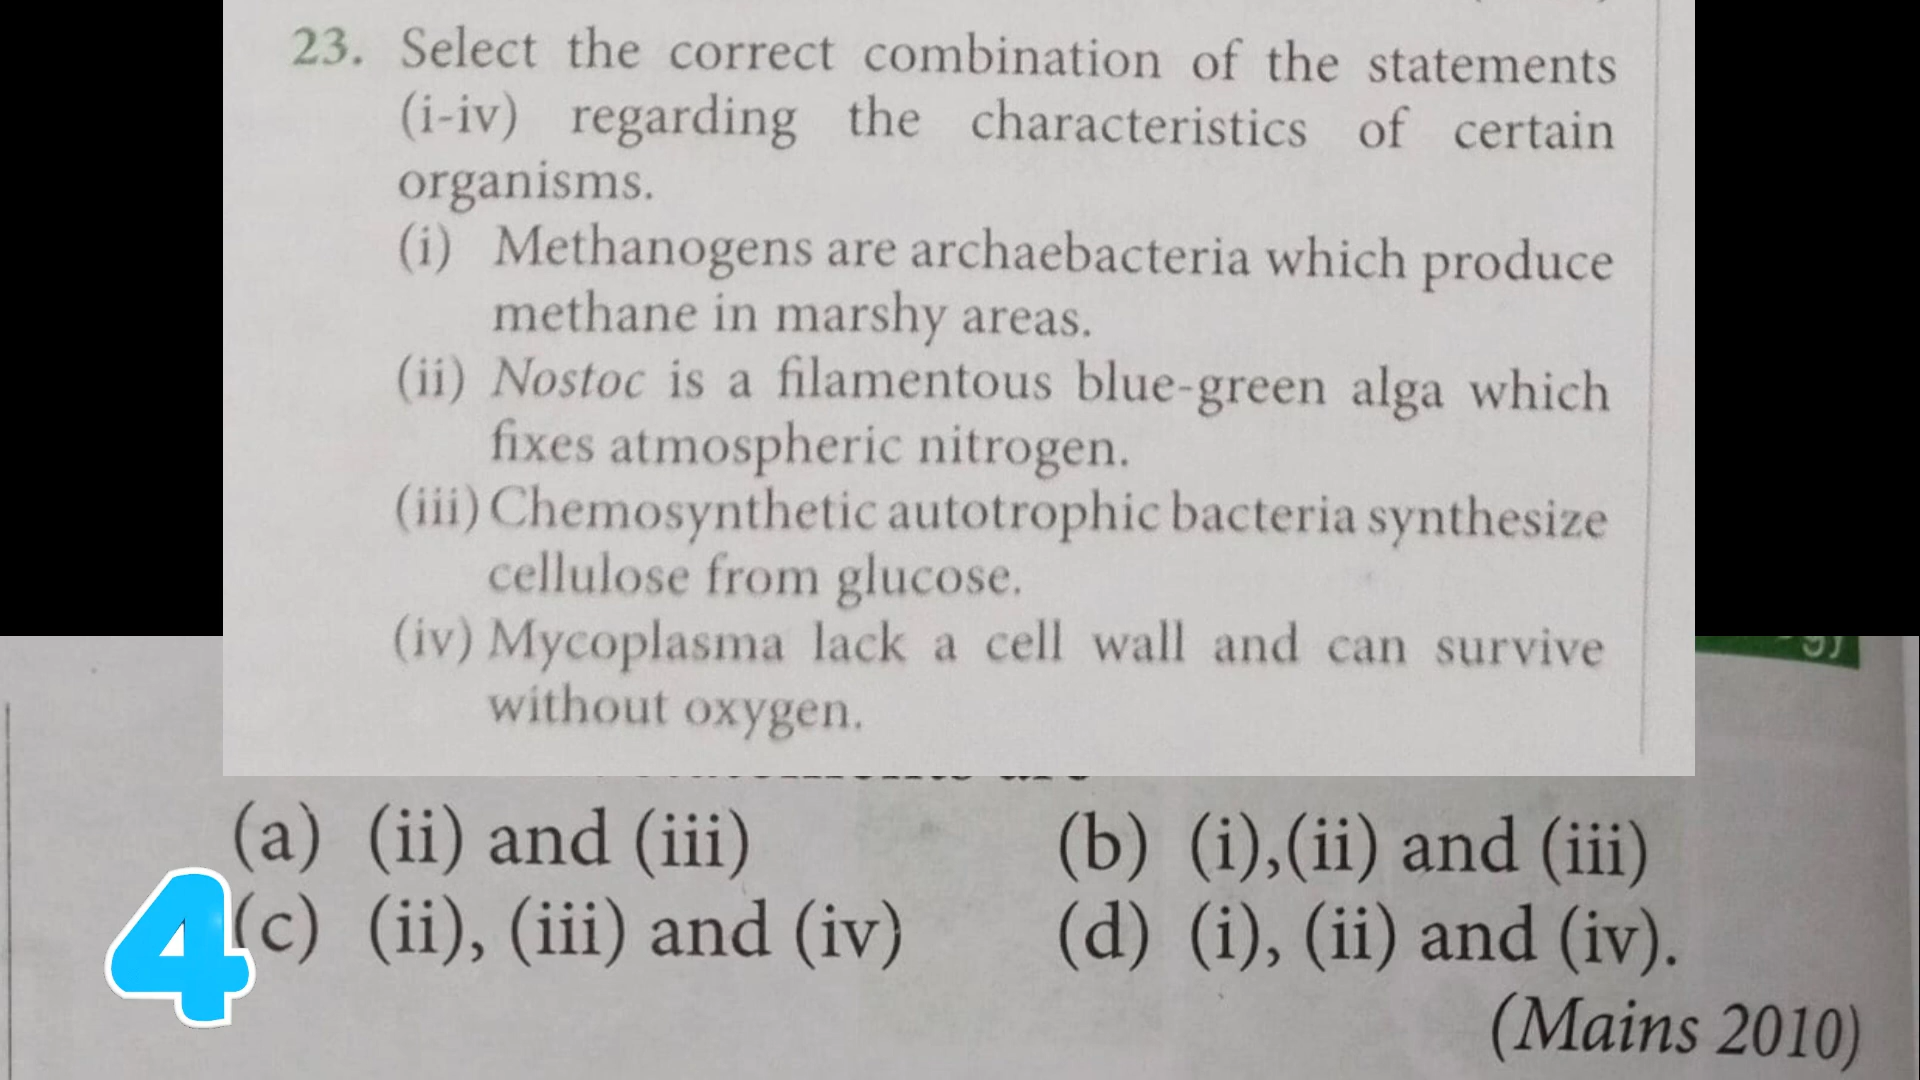 23. Select the correct combination of the statements
(i-iv) regarding the characteristics of certain
organisms.
(i) Methanogens are archaebacteria which produce
methane in marshy areas.
(ii) Nostoc is a filamentous blue-green alga which
fixes atmospheric nitrogen.
(iii) Chemosynthetic autotrophic bacteria synthesize
cellulose from glucose.
(iv) Mycoplasma lack a cell wall and can survive
without oxygen.
(a) (ii) and (iii) (b) (i),(ii) and (iii)
4
(c) (ii), (iii) and (iv) (d) (i), (ii) and (iv).
(Mains 2010)